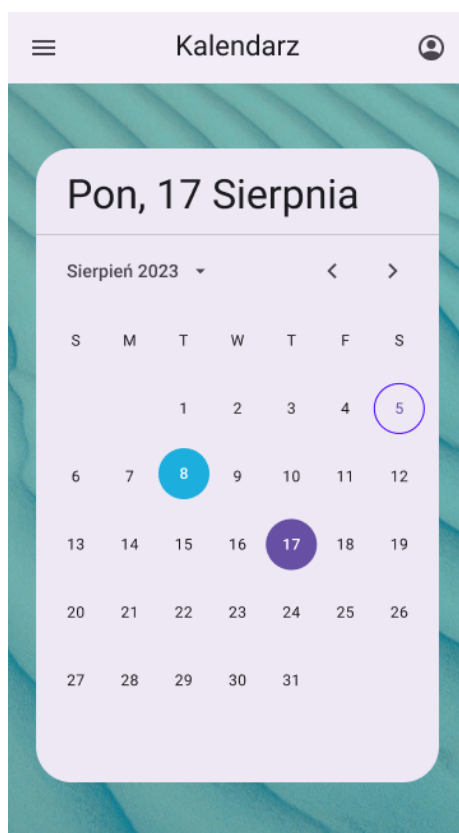 Kalendarz
Pon, 17 Sierpnia
Sierpień 2023
S M T W T F S
1 2 3 4 5
6 7 8 9 10 11 12
13 14 15 16 17 18 19
20 21 22 23 24 25 26
27 28 29 30 31